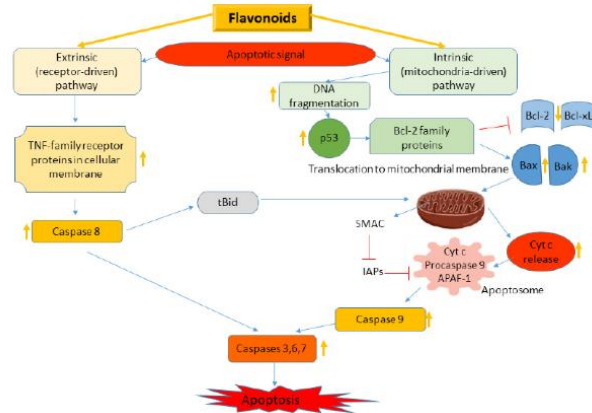 Flavonoids
Extrinsic
(receptor-driven)
pathway
Apoptotic signal
Intrinsic
(mitochondria-driven)
pathway
DNA
fragmentation
p53
Bcl-2 family
proteins
Bcl-2
Bcl-xL
TNF-family receptor
proteins in cellular
membrane
Translocation to mitochondrial membrane
Bax
Bak
Caspase 8
tBid
SMAC
IAPs
Cyt c
Procaspase 9
APAF-1
Cyt c
release
Apoptosome
Caspase 9
Caspases 3,6,7
Apoptosis